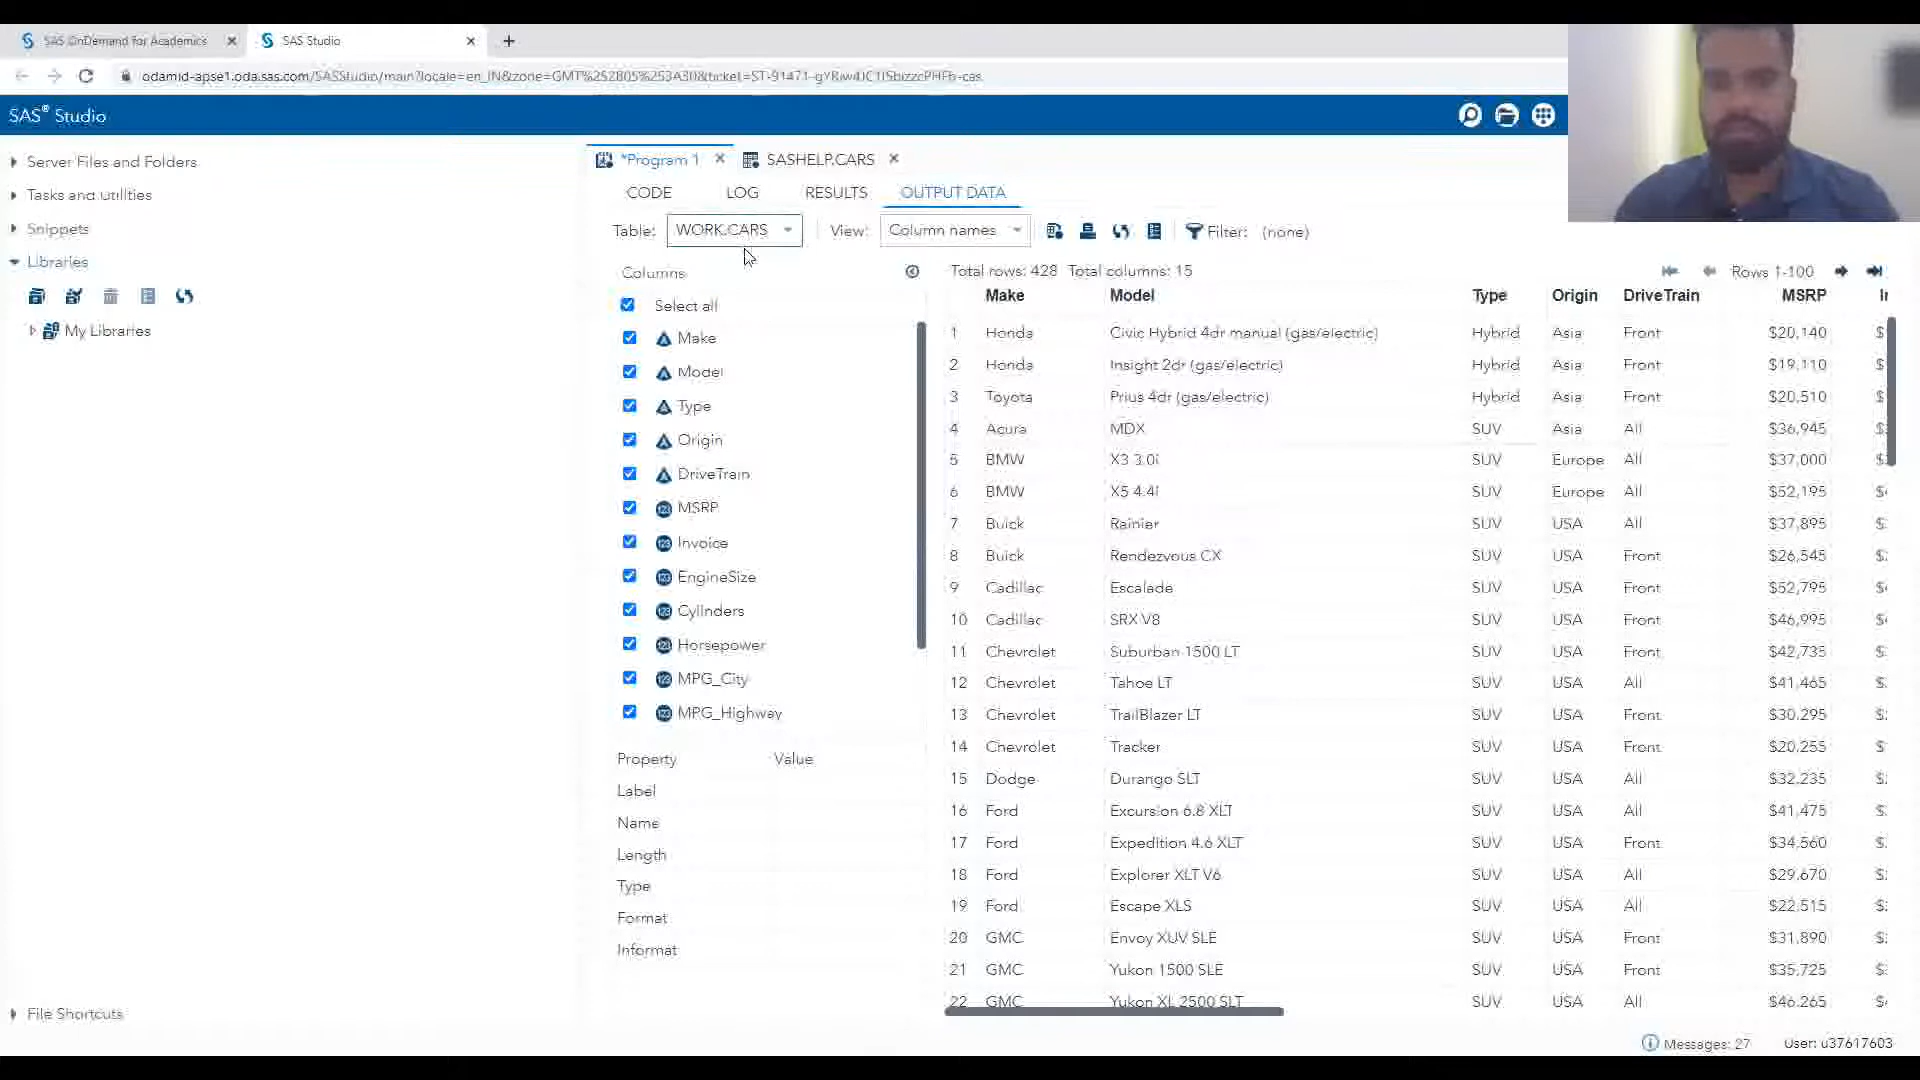 SAS OnDemand for Academics
SAS Studio
SAS® Studio
Server Files and Folders
Tasks and Utilities
Snippets
Libraries
My Libraries
File Shortcuts
*Program 1
SASHELP.CARS
CODE LOG RESULTS OUTPUT DATA
Table: WORK.CARS View: Column names Filter: (none)
Columns
Select all
Make
Model
Type
Origin
DriveTrain
MSRP
Invoice
EngineSize
Cylinders
Horsepower
MPG_City
MPG_Highway
Property Value
Label
Name
Length
Type
Format
Informat
Total rows: 428 Total columns: 15 Rows 1-100
Make Model Type Origin DriveTrain MSRP
1 Honda Civic Hybrid 4dr manual (gas/electric) Hybrid Asia Front $20,140
2 Honda Insight 2dr (gas/electric) Hybrid Asia Front $19,110
3 Toyota Prius 4dr (gas/electric) Hybrid Asia Front $20,510
4 Acura MDX SUV Asia All $36,945
5 BMW X3 3.0i SUV Europe All $37,000
6 BMW X5 4.4i SUV Europe All $52,195
7 Buick Rainier SUV USA All $37,895
8 Buick Rendezvous CX SUV USA Front $26,545
9 Cadillac Escalade SUV USA Front $52,795
10 Cadillac SRX V8 SUV USA Front $46,995
11 Chevrolet Suburban 1500 LT SUV USA Front $42,735
12 Chevrolet Tahoe LT SUV USA All $41,465
13 Chevrolet TrailBlazer LT SUV USA Front $30,295
14 Chevrolet Tracker SUV USA Front $20,255
15 Dodge Durango SLT SUV USA All $32,235
16 Ford Excursion 6.8 XLT SUV USA All $41,475
17 Ford Expedition 4.6 XLT SUV USA Front $34,560
18 Ford Explorer XLT V6 SUV USA All $29,670
19 Ford Escape XLS SUV USA All $22,515
20 GMC Envoy XUV SLE SUV USA Front $31,890
21 GMC Yukon 1500 SLE SUV USA Front $35,725
22 GMC Yukon XL 2500 SLT SUV USA All $46,265
Messages: 27 User: u37617603